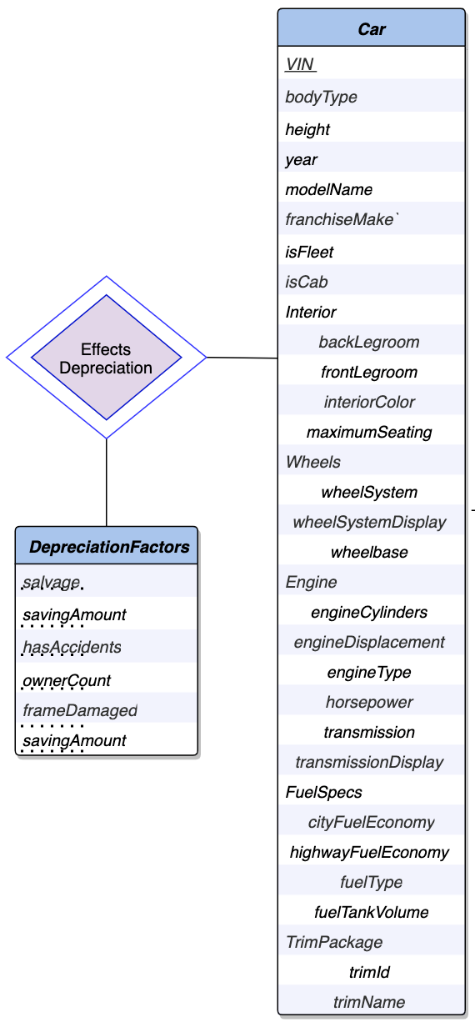 Car
VIN
bodyType
height
year
modelName
franchiseMake`
isFleet
isCab
Interior
backLegroom
frontLegroom
interiorColor
maximumSeating
Wheels
wheelSystem
wheelSystemDisplay
wheelbase
Engine
engineCylinders
engineDisplacement
engineType
horsepower
transmission
transmissionDisplay
FuelSpecs
cityFuelEconomy
highwayFuelEconomy
fuelType
fuelTankVolume
TrimPackage
trimId
trimName
Effects
Depreciation
DepreciationFactors
salvage
savingAmount
hasAccidents
ownerCount
frameDamaged
savingAmount